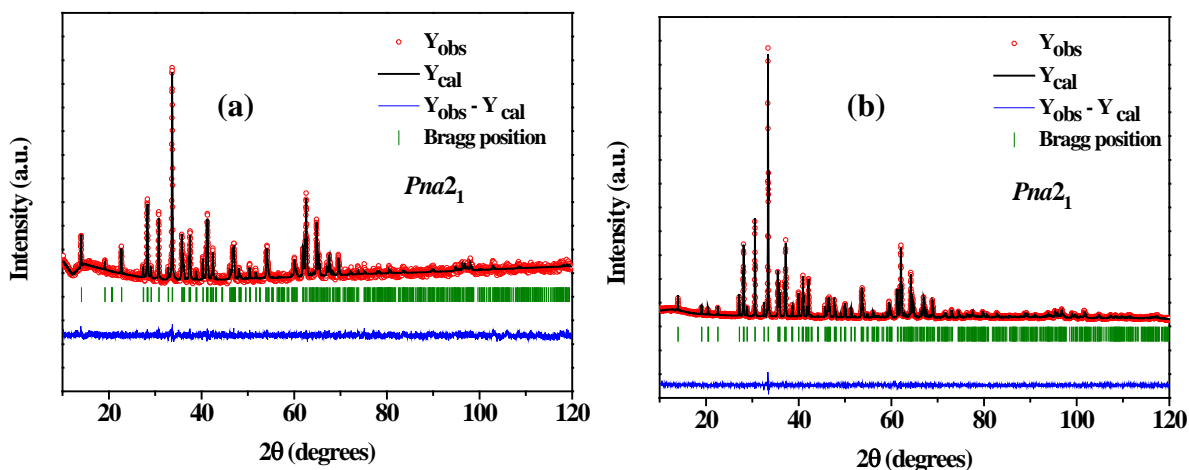 (a)
Y_obs
Y_cal
Y_obs - Y_cal
Bragg position
Pna2_1
Intensity (a.u.)
20 40 60 80 100 120
2θ (degrees)
(b)
Y_obs
Y_cal
Y_obs - Y_cal
Bragg position
Pna2_1
Intensity (a.u.)
20 40 60 80 100 120
2θ (degrees)